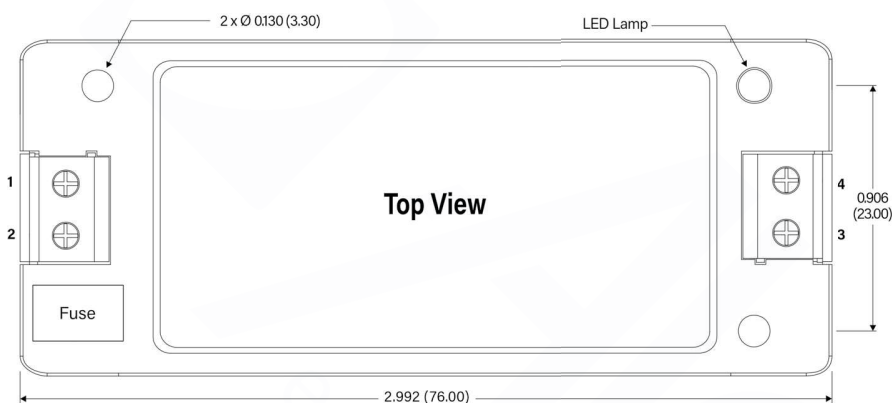 2 x Ø 0.130 (3.30)
LED Lamp
1
2
Top View
4
3
0.906
(23.00)
Fuse
2.992 (76.00)